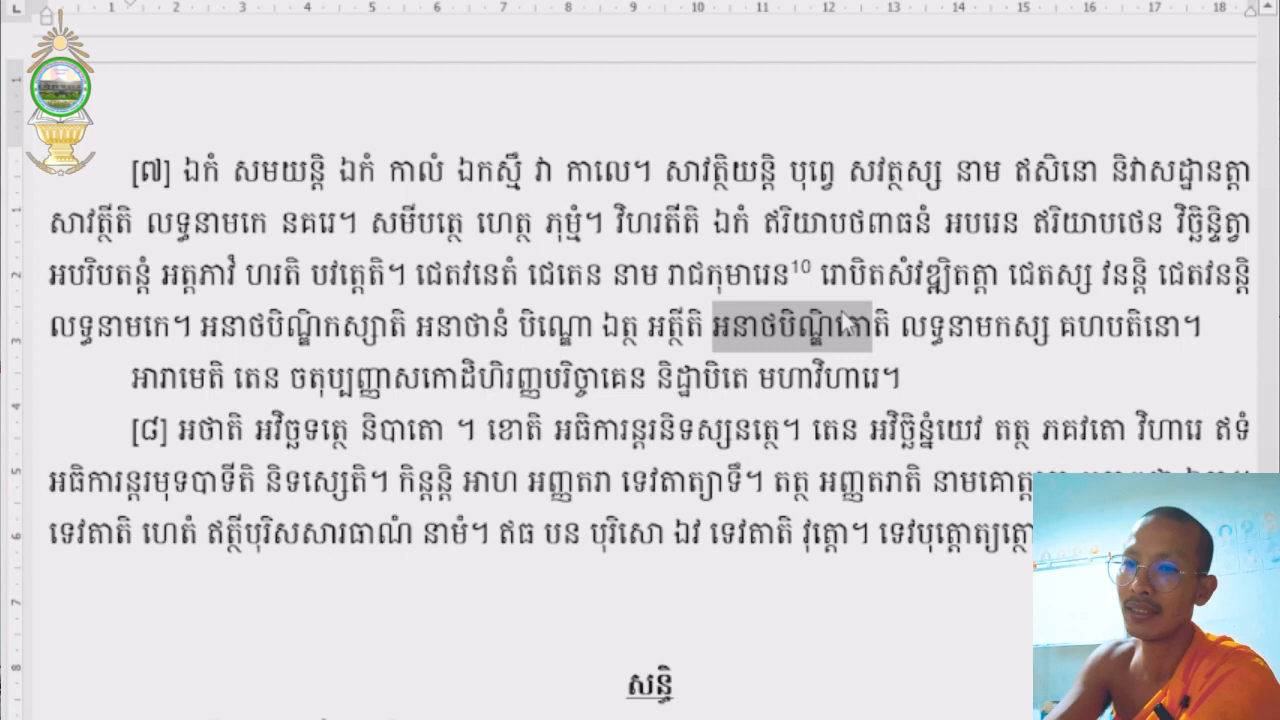 [៧] ឯកំ សមយន្តិ ឯកំ កាលំ ឯកស្មឹ វា កាលេ។ សាវត្ថិយន្តិ បុព្វេ សវត្ថស្ស នាម ឥសិនោ និវាសដ្ឋានត្តា
សាវត្ថីតិ លទ្ធនាមកេ នគរេ។ សមីបត្ថេ ហេត្ថ ភុម្មំ។ វិហរតីតិ ឯកំ ឥរិយាបថពាធនំ អបរេន ឥរិយាបថេន វិច្ឆិន្ទិត្វា
អបរិបតន្តំ អត្តភាវំ ហរតិ បវត្តេតិ។ ជេតវនេតំ ជេតេន នាម រាជកុមារេន10 រោបិតសំវឌ្ឍិតត្តា ជេតស្ស វនន្តិ ជេតវនន្តិ
លទ្ធនាមកេ។ អនាថបិណ្ឌិកស្សាតិ អនាថានំ បិណ្ឌោ ឯត្ថ អត្ថីតិ អនាថបិណ្ឌិកោតិ លទ្ធនាមកស្ស គហបតិនោ។
អារាមេតិ តេន ចតុប្បញ្ញាសកោដិហិរញ្ញបរិច្ចាគេន និដ្ឋាបិតេ មហាវិហារេ។
[៨] អថាតិ អវិច្ឆទត្ថេ និបាតោ ។ ខោតិ អធិការន្តរនិទស្សនត្ថេ។ តេន អវិច្ឆិន្នំយេវ តត្ថ ភគវតោ វិហារេ ឥទំ
អធិការន្តរមុទបាទីតិ និទស្សេតិ។ កិន្តន្តិ អាហ អញ្ញតរា ទេវតាត្យាទឹ។ តត្ថ អញ្ញតរាតិ
ទេវតាតិ ហេតំ ឥត្ថីបុរិសសារធាណំ នាមំ។ ឥធ បន បុរិសោ ឯវ ទេវតាតិ វុត្តោ។ ទេវបុត្តោត្យត្ថោ
សន្ធិ